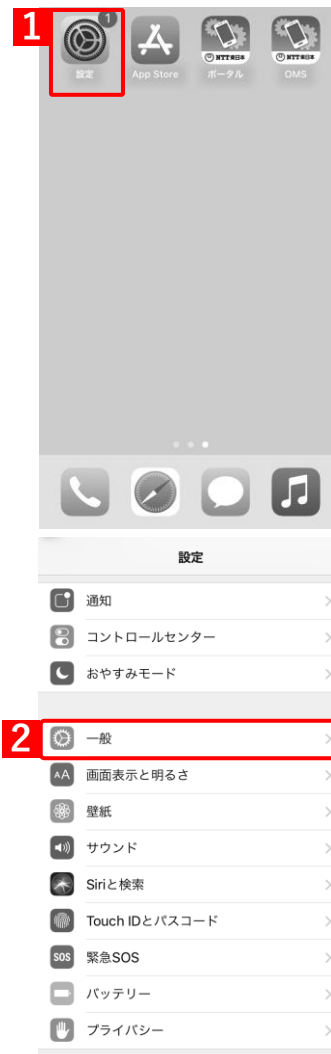 1
1
設定
App Store
ポータル
OMS
NTT東日本
NTT東日本
設定
通知
コントロールセンター
おやすみモード
2
一般
AA
画面表示と明るさ
壁紙
サウンド
Siriと検索
Touch IDとパスコード
SOS
緊急SOS
バッテリー
プライバシー